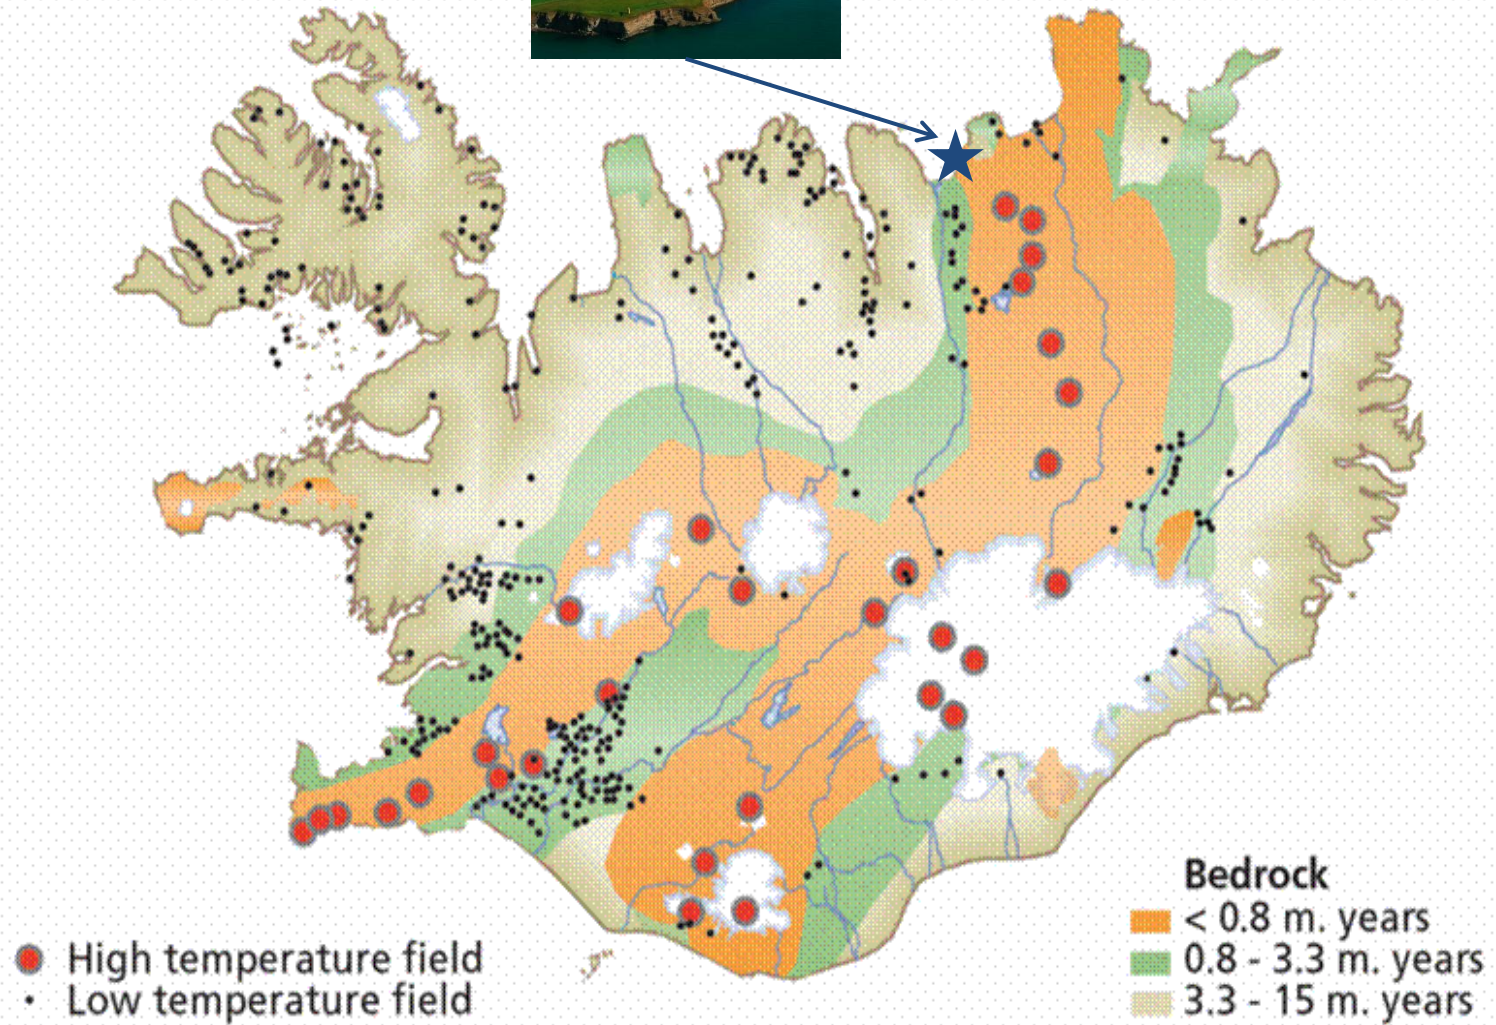 Bedrock
< 0.8 m. years
0.8 - 3.3 m. years
3.3 - 15 m. years
High temperature field
Low temperature field